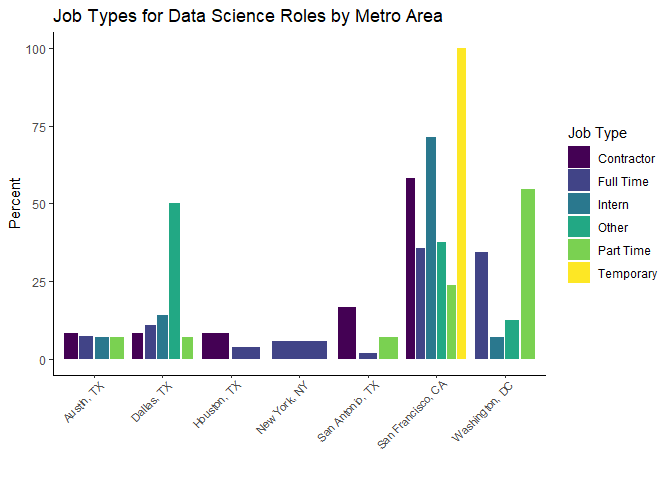 Job Types for Data Science Roles by Metro Area
100
75
50
25
0
Percent
Austin, TX
Dallas, TX
Houston, TX
New York, NY
San Antonio, TX
San Francisco, CA
Washington, DC
Job Type
Contractor
Full Time
Intern
Other
Part Time
Temporary